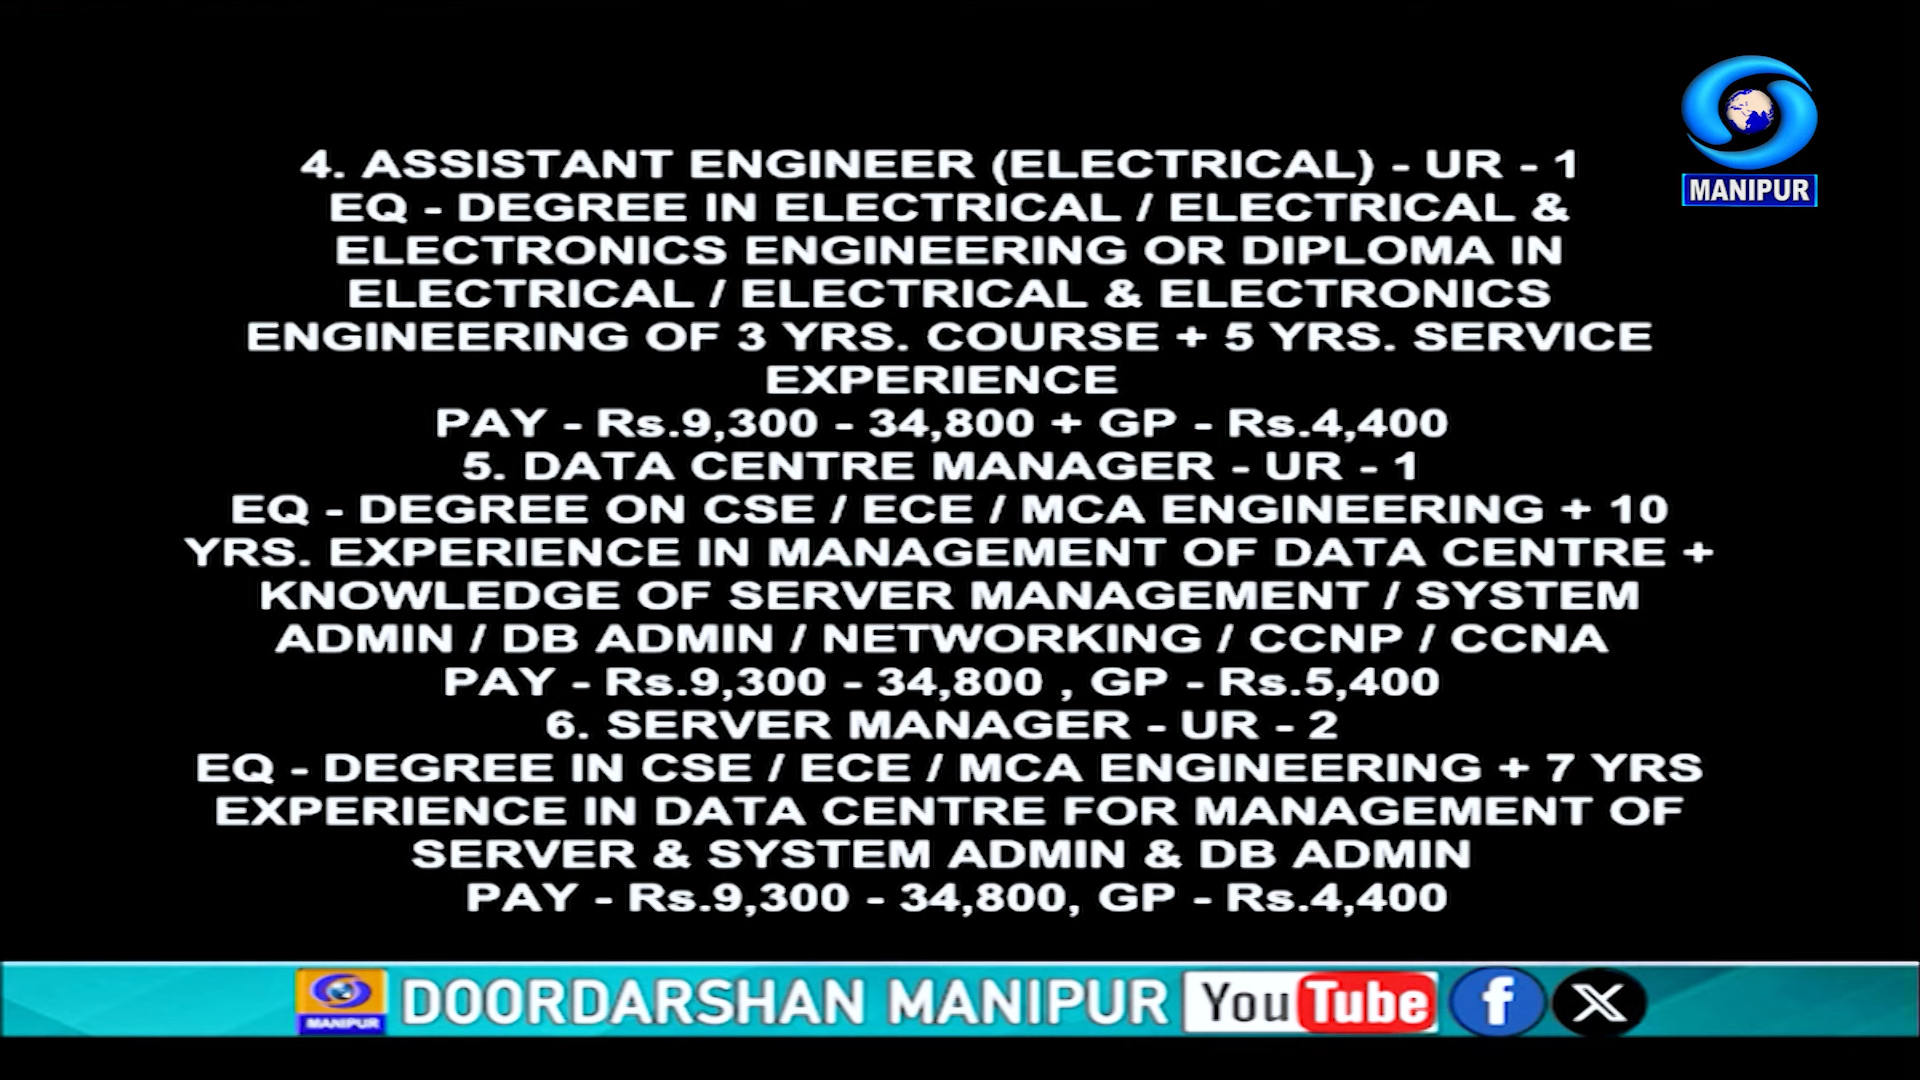 MANIPUR
4. ASSISTANT ENGINEER (ELECTRICAL) - UR - 1
EQ - DEGREE IN ELECTRICAL / ELECTRICAL &
ELECTRONICS ENGINEERING OR DIPLOMA IN
ELECTRICAL / ELECTRICAL & ELECTRONICS
ENGINEERING OF 3 YRS. COURSE + 5 YRS. SERVICE
EXPERIENCE
PAY - Rs.9,300 - 34,800 + GP - Rs.4,400
5. DATA CENTRE MANAGER - UR - 1
EQ - DEGREE ON CSE / ECE / MCA ENGINEERING + 10
YRS. EXPERIENCE IN MANAGEMENT OF DATA CENTRE +
KNOWLEDGE OF SERVER MANAGEMENT / SYSTEM
ADMIN / DB ADMIN / NETWORKING / CCNP / CCNA
PAY - Rs.9,300 - 34,800 , GP - Rs.5,400
6. SERVER MANAGER - UR - 2
EQ - DEGREE IN CSE / ECE / MCA ENGINEERING + 7 YRS
EXPERIENCE IN DATA CENTRE FOR MANAGEMENT OF
SERVER & SYSTEM ADMIN & DB ADMIN
PAY - Rs.9,300 - 34,800, GP - Rs.4,400
MANIPUR DOORDARSHAN MANIPUR YouTube f X